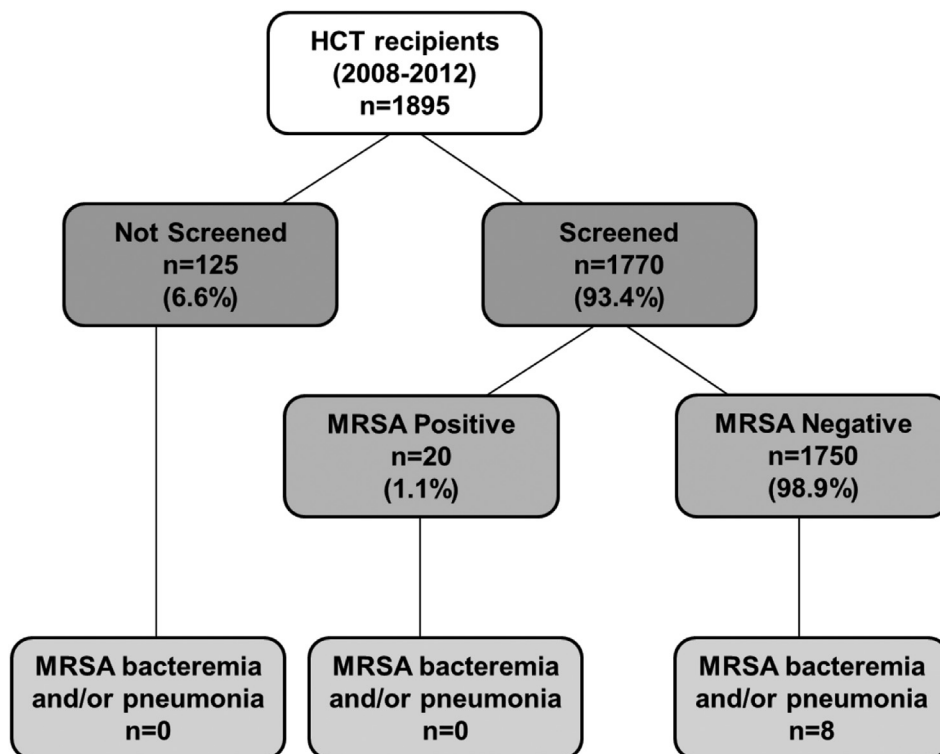 HCT recipients
(2008-2012)
n=1895
Not Screened
n=125
(6.6%)
Screened
n=1770
(93.4%)
MRSA Positive
n=20
(1.1%)
MRSA Negative
n=1750
(98.9%)
MRSA bacteremia
and/or pneumonia
n=0
MRSA bacteremia
and/or pneumonia
n=0
MRSA bacteremia
and/or pneumonia
n=8